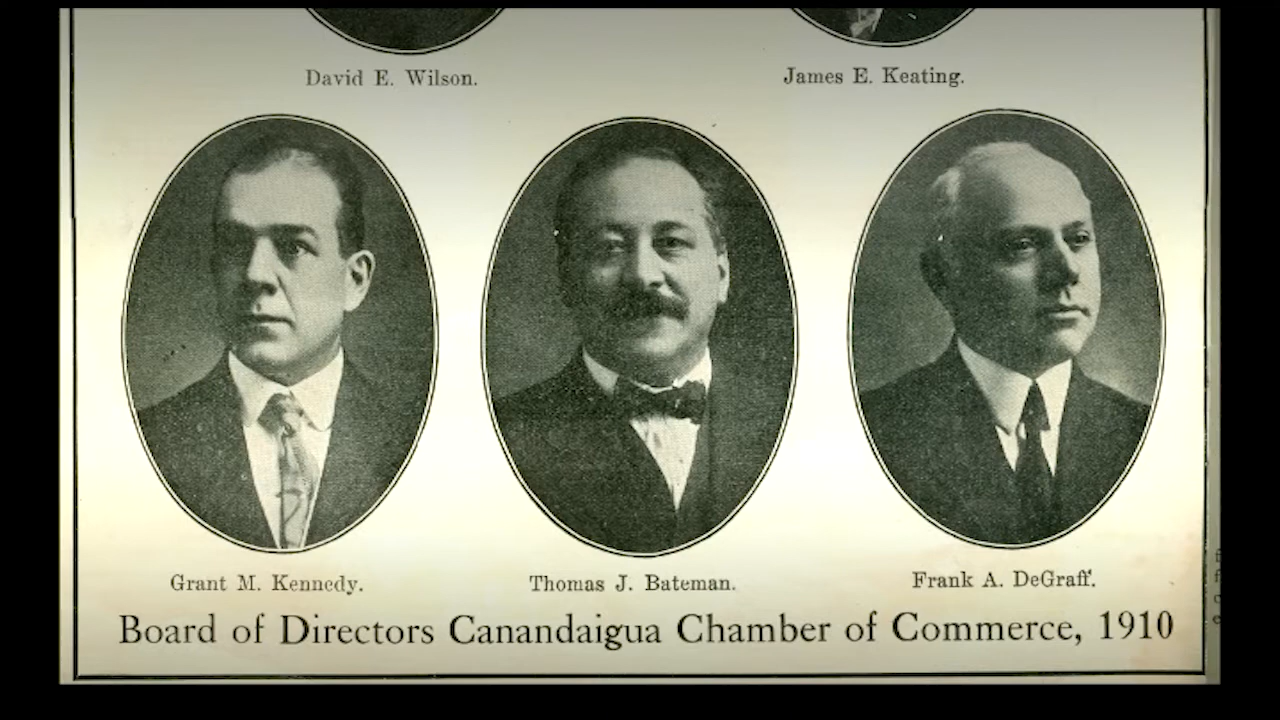 David E. Wilson.
James E. Keating.
Grant M. Kennedy.
Thomas J. Bateman.
Frank A. DeGraff.
Board of Directors Canandaigua Chamber of Commerce, 1910